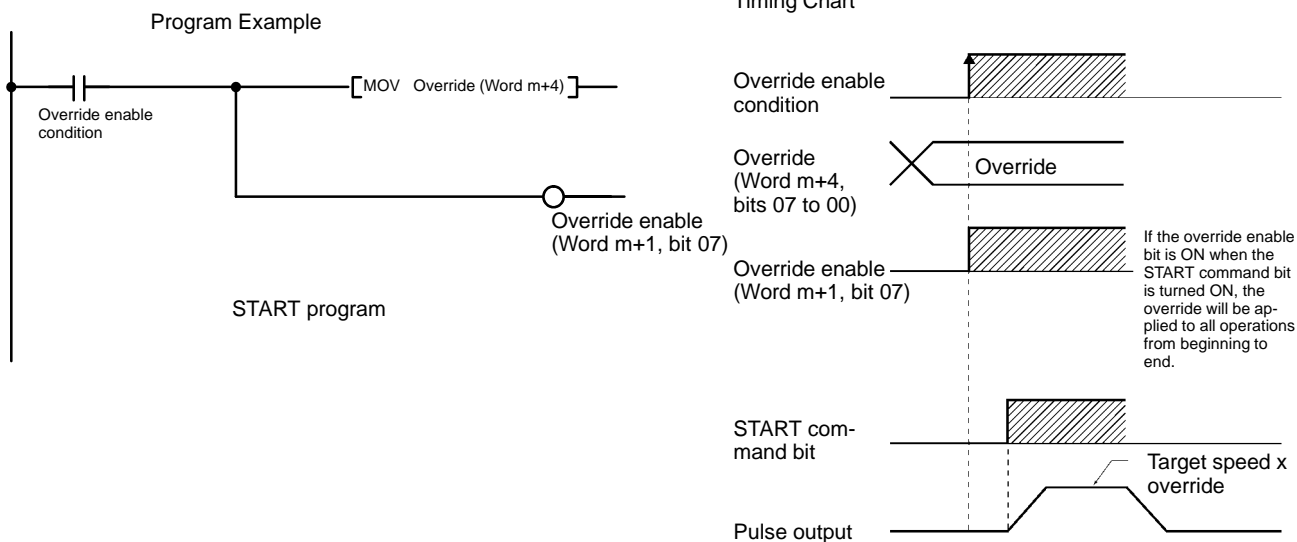 Program Example
[MOV Override (Word m+4)]
Override enable
condition
Override enable
(Word m+1, bit 07)
START program
Timing Chart
Override enable
condition
Override
(Word m+4,
bits 07 to 00)
Override
Override enable
(Word m+1, bit 07)
If the override enable
bit is ON when the
START command bit
is turned ON, the
override will be ap-
plied to all operations
from beginning to
end.
START com-
mand bit
Target speed x
override
Pulse output